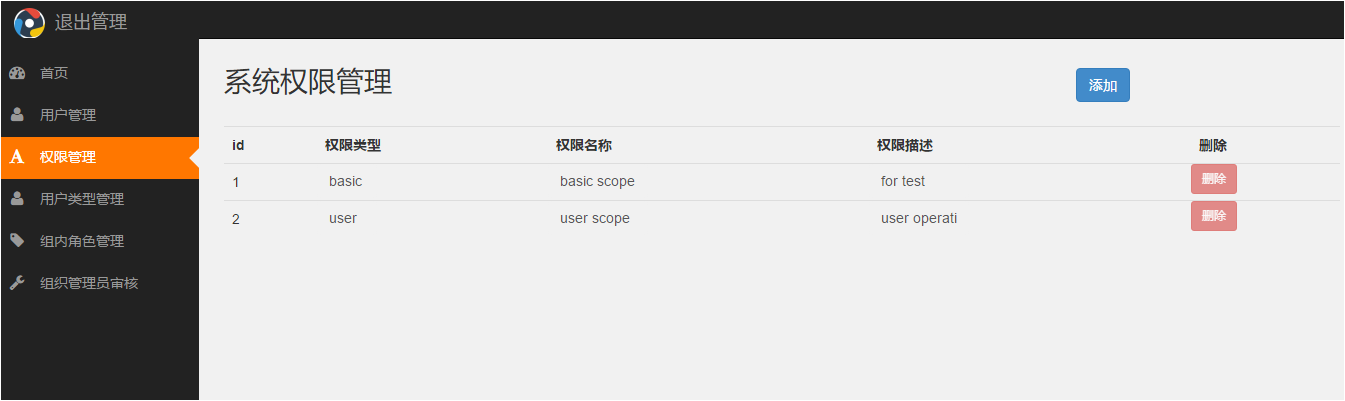 退出管理
首页
用户管理
权限管理
用户类型管理
组内角色管理
组织管理员审核
系统权限管理
添加
id 权限类型 权限名称 权限描述 删除
1 basic basic scope for test 删除
2 user user scope user operati 删除